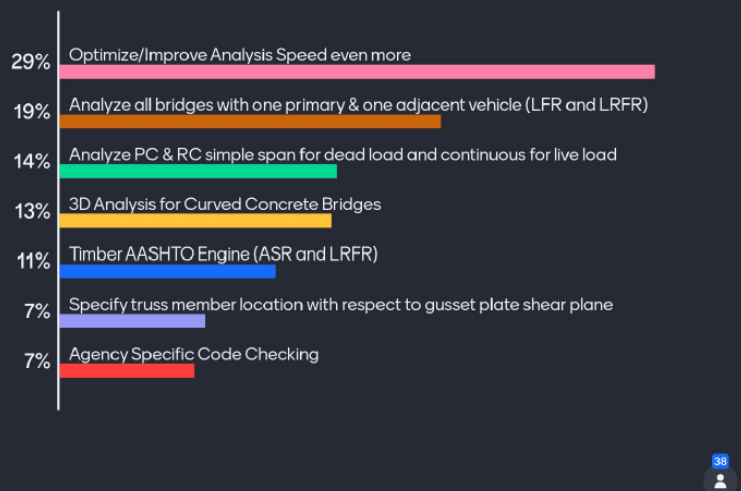 29% Optimize/Improve Analysis Speed even more
19% Analyze all bridges with one primary & one adjacent vehicle (LFR and LRFR)
14% Analyze PC & RC simple span for dead load and continuous for live load
13% 3D Analysis for Curved Concrete Bridges
11% Timber AASHTO Engine (ASR and LRFR)
7% Specify truss member location with respect to gusset plate shear plane
7% Agency Specific Code Checking
38